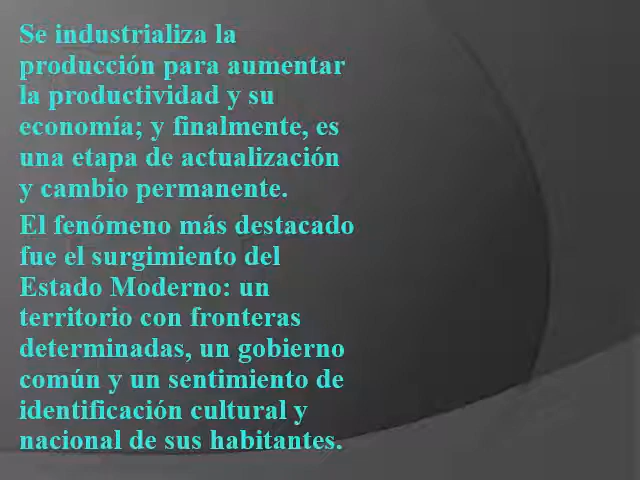 Se industrializa la
producción para aumentar
la productividad y su
economía; y finalmente, es
una etapa de actualización
y cambio permanente.
El fenómeno más destacado
fue el surgimiento del
Estado Moderno: un
territorio con fronteras
determinadas, un gobierno
común y un sentimiento de
identificación cultural y
nacional de sus habitantes.